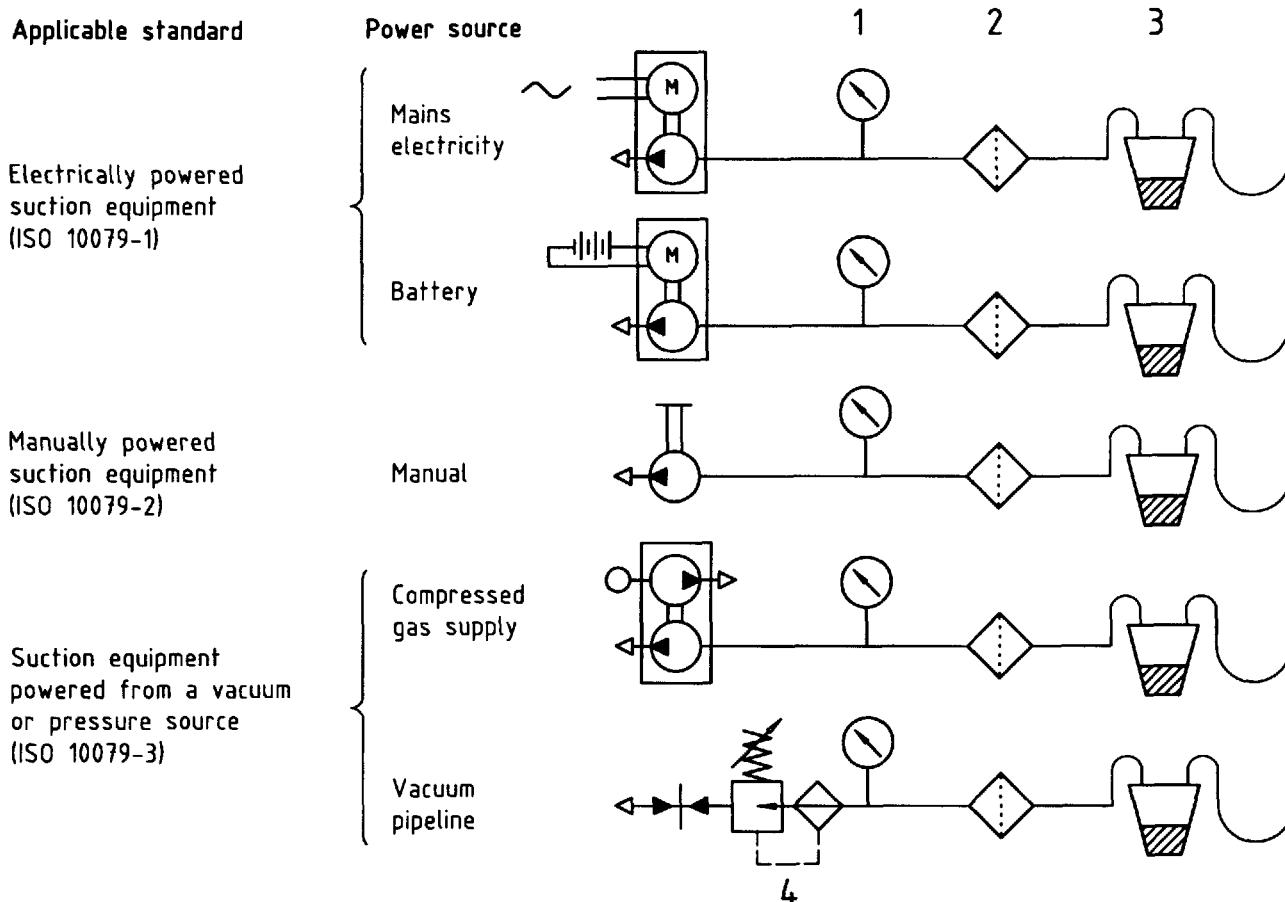 Applicable standard
Power source
1
2
3
M
Mains
electricity
Electrically powered
suction equipment
(ISO 10079-1)
M
Battery
Manually powered
suction equipment
(ISO 10079-2)
Manual
Compressed
gas supply
Suction equipment
powered from a vacuum
or pressure source
(ISO 10079-3)
Vacuum
pipeline
4